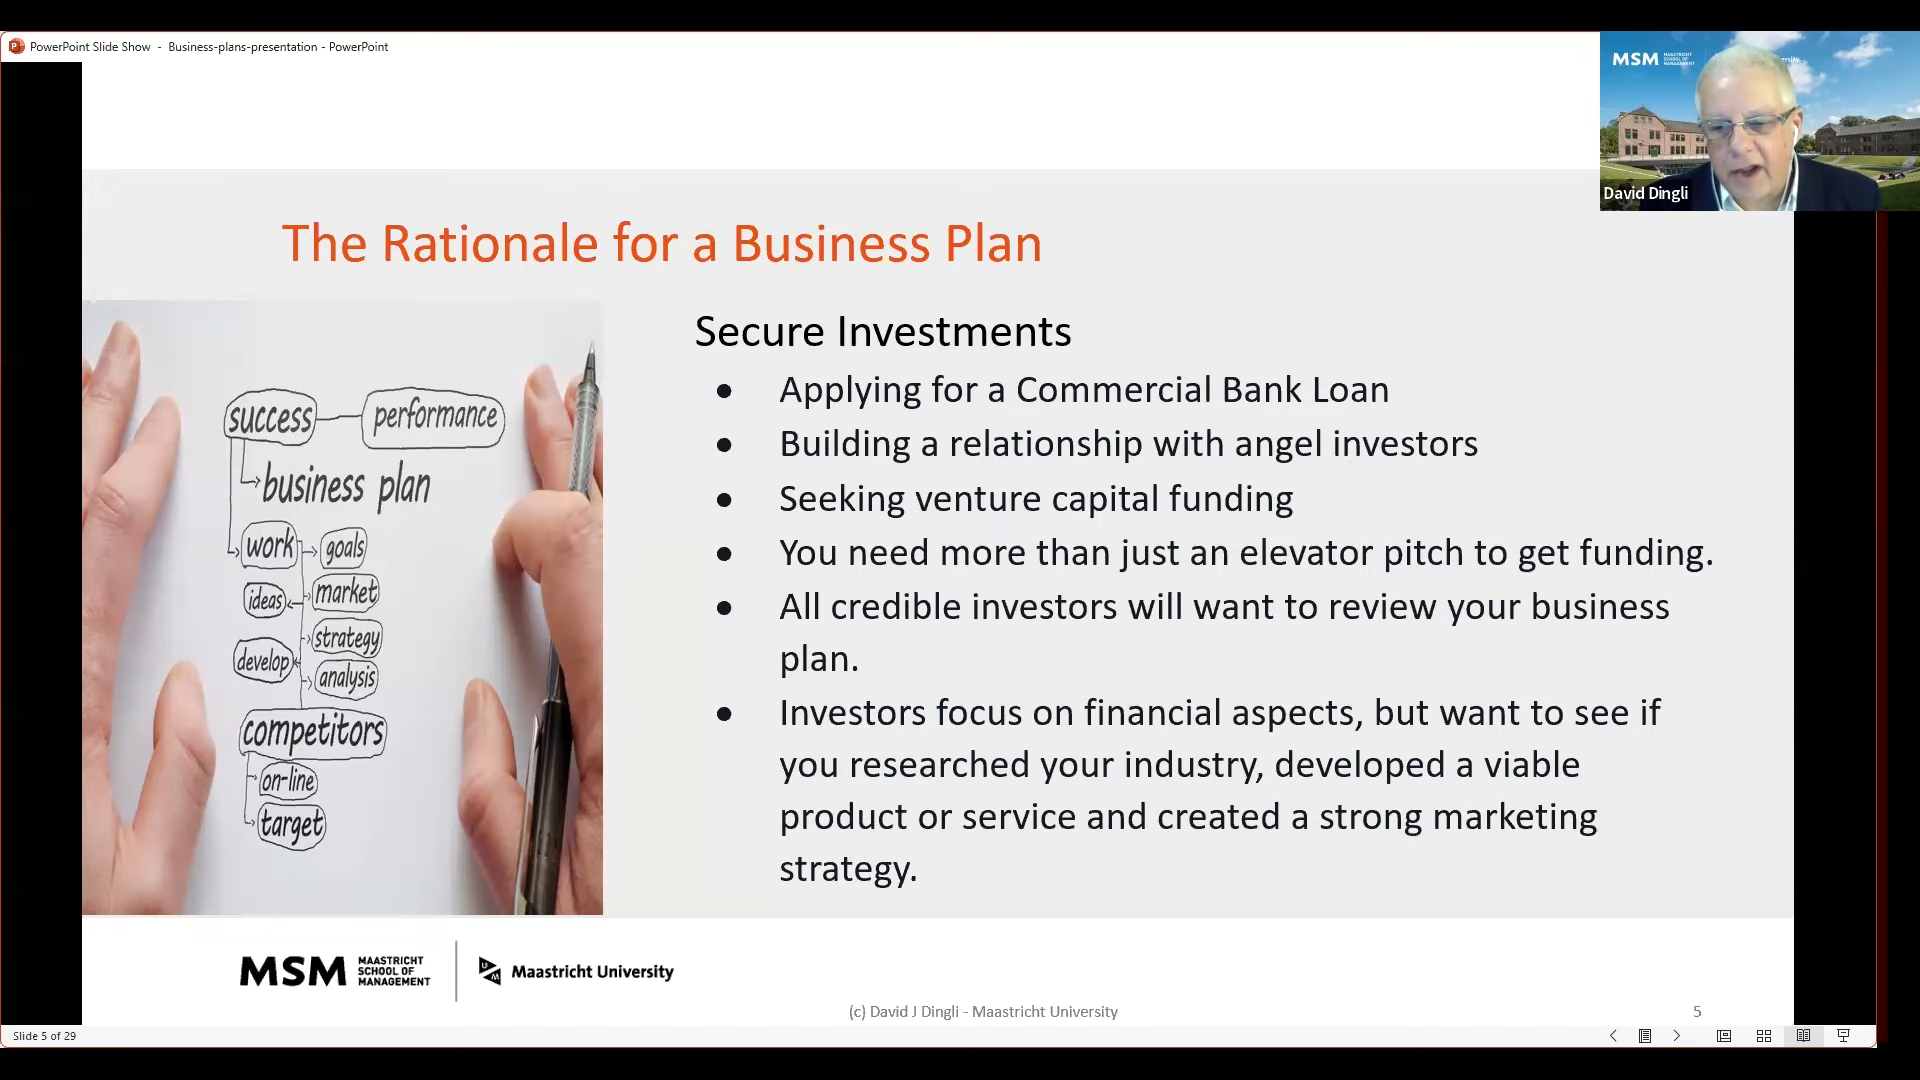 PowerPoint Slide Show - Business-plans-presentation - PowerPoint
MSM MAASTRICHT
SCHOOL OF
MANAGEMENT
David Dingli
The Rationale for a Business Plan
success performance
business plan
work goals
ideas market
strategy
develop analysis
competitors
on-line
target
Secure Investments
● Applying for a Commercial Bank Loan
● Building a relationship with angel investors
● Seeking venture capital funding
● You need more than just an elevator pitch to get funding.
● All credible investors will want to review your business
plan.
● Investors focus on financial aspects, but want to see if
you researched your industry, developed a viable
product or service and created a strong marketing
strategy.
MSM MAASTRICHT
SCHOOL OF
MANAGEMENT
UM Maastricht University
(c) David J Dingli - Maastricht University
5
Slide 5 of 29